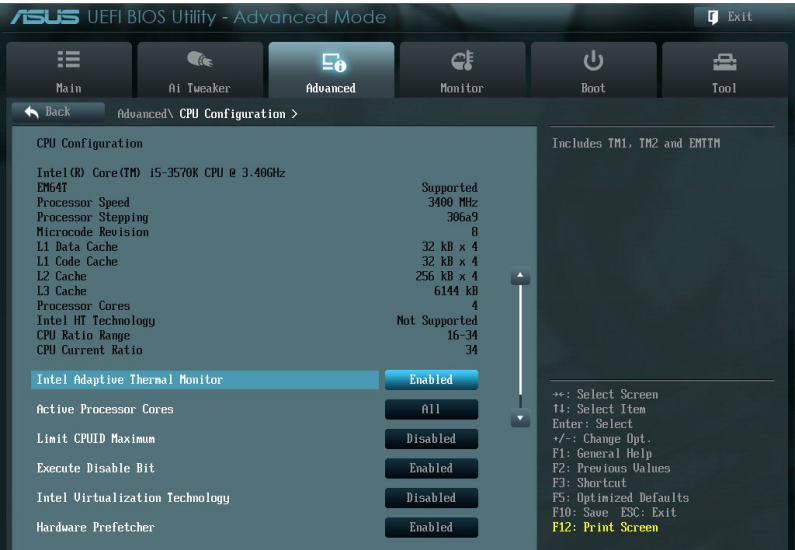 ASUS UEFI BIOS Utility - Advanced Mode
Exit
Main
Ai Tweaker
Advanced
Monitor
Boot
Tool
Back
Advanced\ CPU Configuration >
CPU Configuration
Intel(R) Core(TM) i5-3570K CPU @ 3.40GHz
EM64T Supported
Processor Speed 3400 MHz
Processor Stepping 306a9
Microcode Revision 8
L1 Data Cache 32 kB x 4
L1 Code Cache 32 kB x 4
L2 Cache 256 kB x 4
L3 Cache 6144 kB
Processor Cores 4
Intel HT Technology Not Supported
CPU Ratio Range 16-34
CPU Current Ratio 34
Intel Adaptive Thermal Monitor Enabled
Active Processor Cores All
Limit CPUID Maximum Disabled
Execute Disable Bit Enabled
Intel Virtualization Technology Disabled
Hardware Prefetcher Enabled
Includes TM1, TM2 and EMTTM
→←: Select Screen
↑↓: Select Item
Enter: Select
+/-: Change Opt.
F1: General Help
F2: Previous Values
F3: Shortcut
F5: Optimized Defaults
F10: Save ESC: Exit
F12: Print Screen